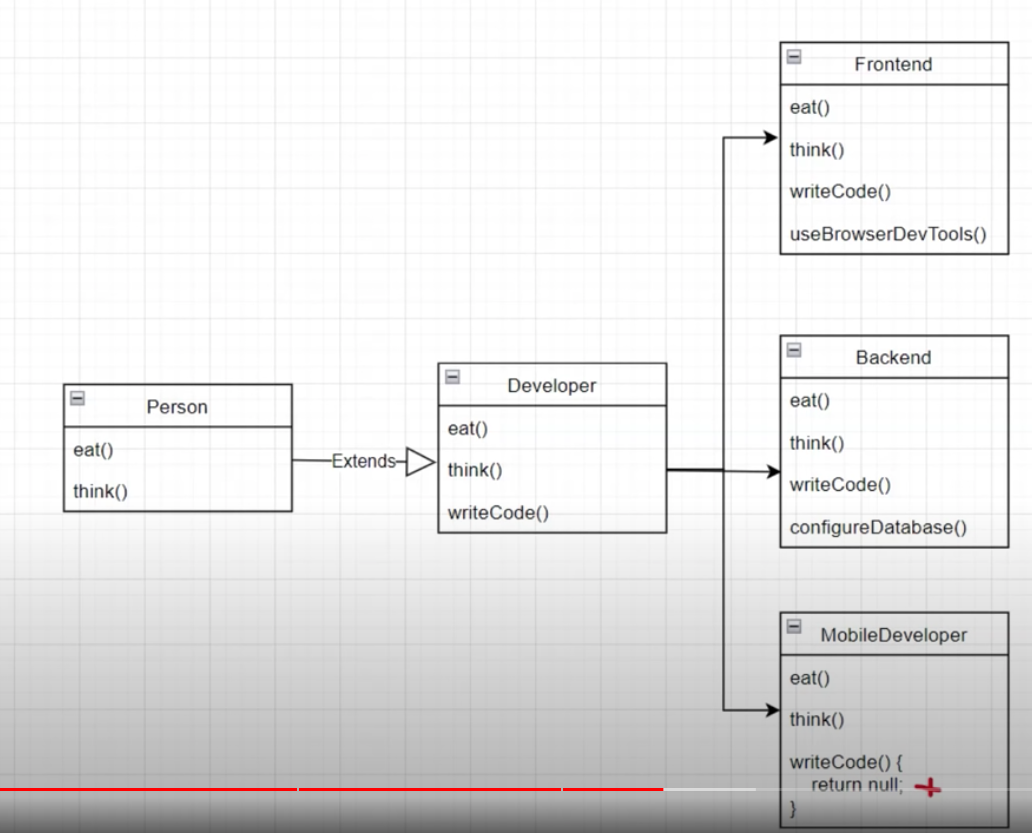 Person
eat()
think()
Extends
Developer
eat()
think()
writeCode()
Frontend
eat()
think()
writeCode()
useBrowserDevTools()
Backend
eat()
think()
writeCode()
configureDatabase()
MobileDeveloper
eat()
think()
writeCode() {
return null;
}